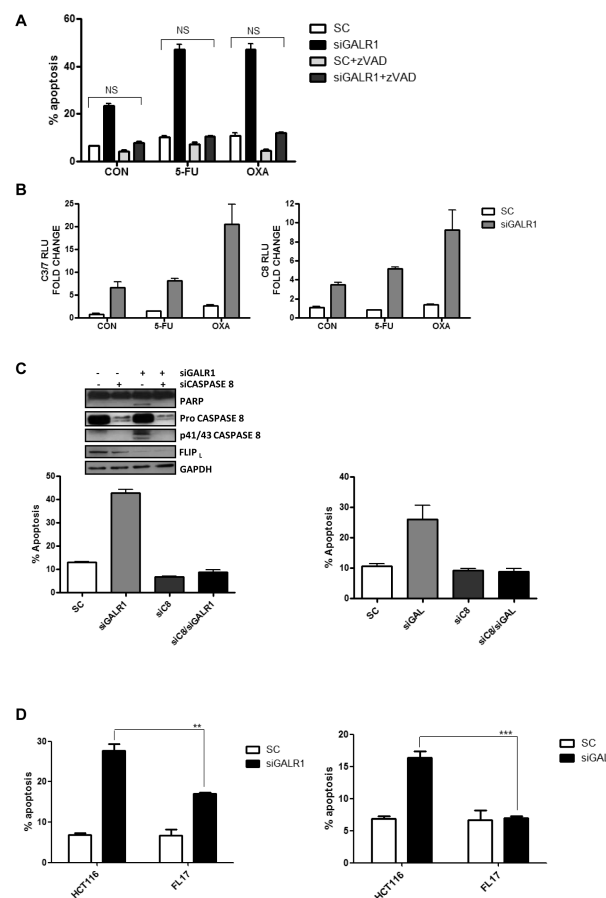 A
% apoptosis
60
40
20
0
NS
NS
NS
CON
5-FU
OXA
SC
siGALR1
SC+zVAD
siGALR1+zVAD
B
C3/7 RLU
FOLD CHANGE
25
20
15
10
5
0
CON
5-FU
OXA
C8 RLU
FOLD CHANGE
12
10
8
6
4
2
0
CON
5-FU
OXA
SC
siGALR1
C
- - + + siGALR1
- + - + siCASPASE 8
PARP
Pro CASPASE 8
p41/43 CASPASE 8
FLIP L
GAPDH
% Apoptosis
50
40
30
20
10
0
SC
siGALR1
siC8
siC8/siGALR1
% Apoptosis
40
30
20
10
0
SC
siGAL
siC8
siC8/siGAL
D
% apoptosis
30
20
10
0
**
HCT116
FL17
SC
siGALR1
% apoptosis
20
15
10
5
0
***
HCT116
FL17
SC
siGAL